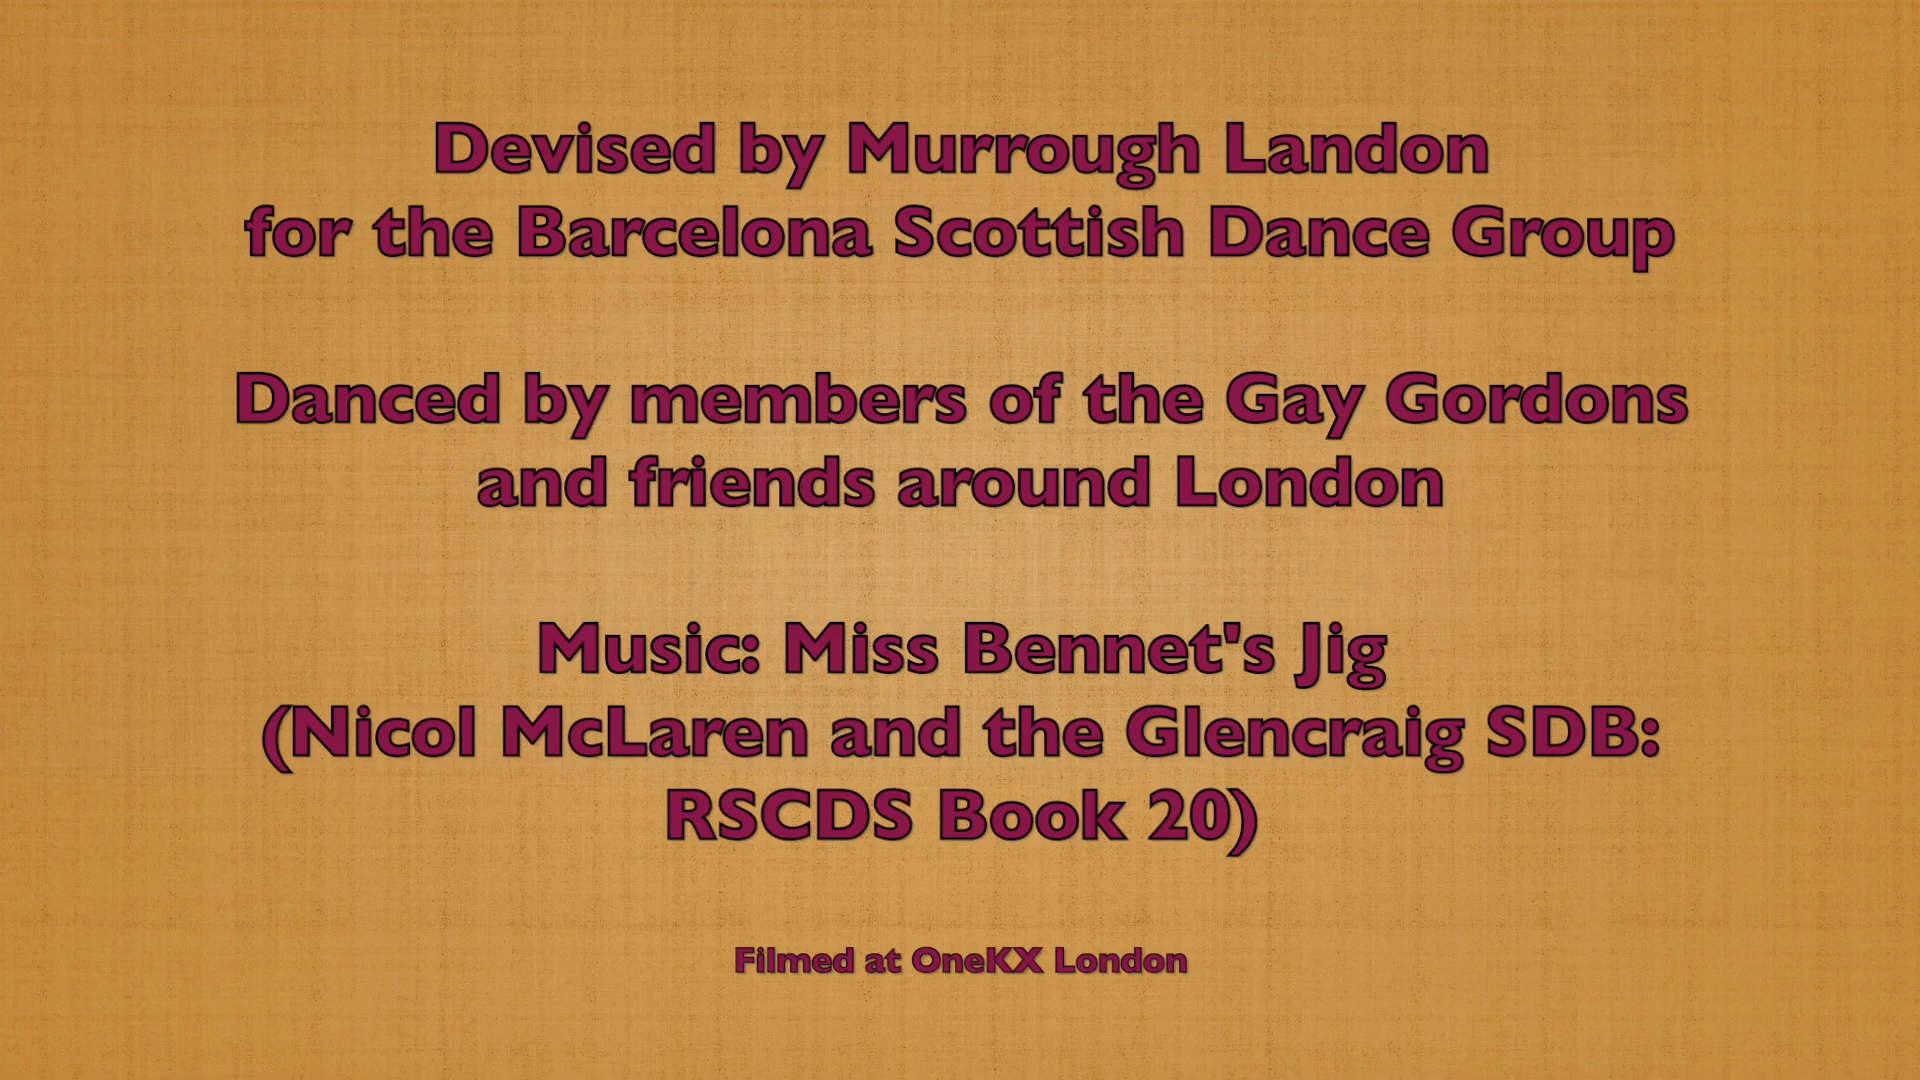 Devised by Murrough Landon
for the Barcelona Scottish Dance Group
Danced by members of the Gay Gordons
and friends around London
Music: Miss Bennet's Jig
(Nicol McLaren and the Glencraig SDB:
RSCDS Book 20)
Filmed at OneKX London